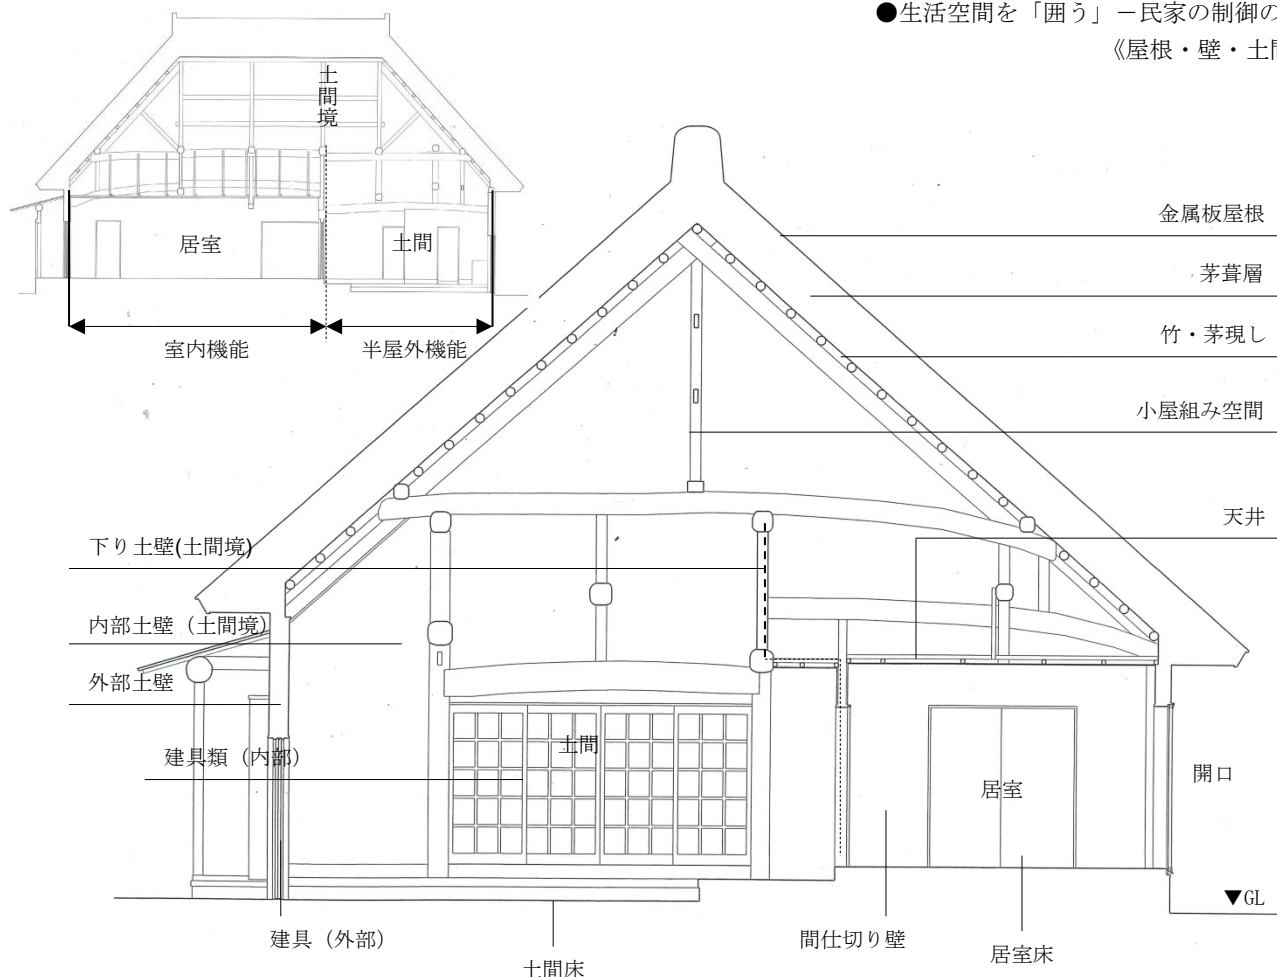 ●生活空間を「囲う」－民家の制御の
《屋根・壁・土間
土間境
居室
土間
室内機能
半屋外機能
金属板屋根
茅葺層
竹・茅現し
小屋組み空間
天井
下り土壁(土間境)
内部土壁（土間境）
外部土壁
建具類（内部）
土間
居室
開口
▼GL
建具（外部）
土間床
間仕切り壁
居室床